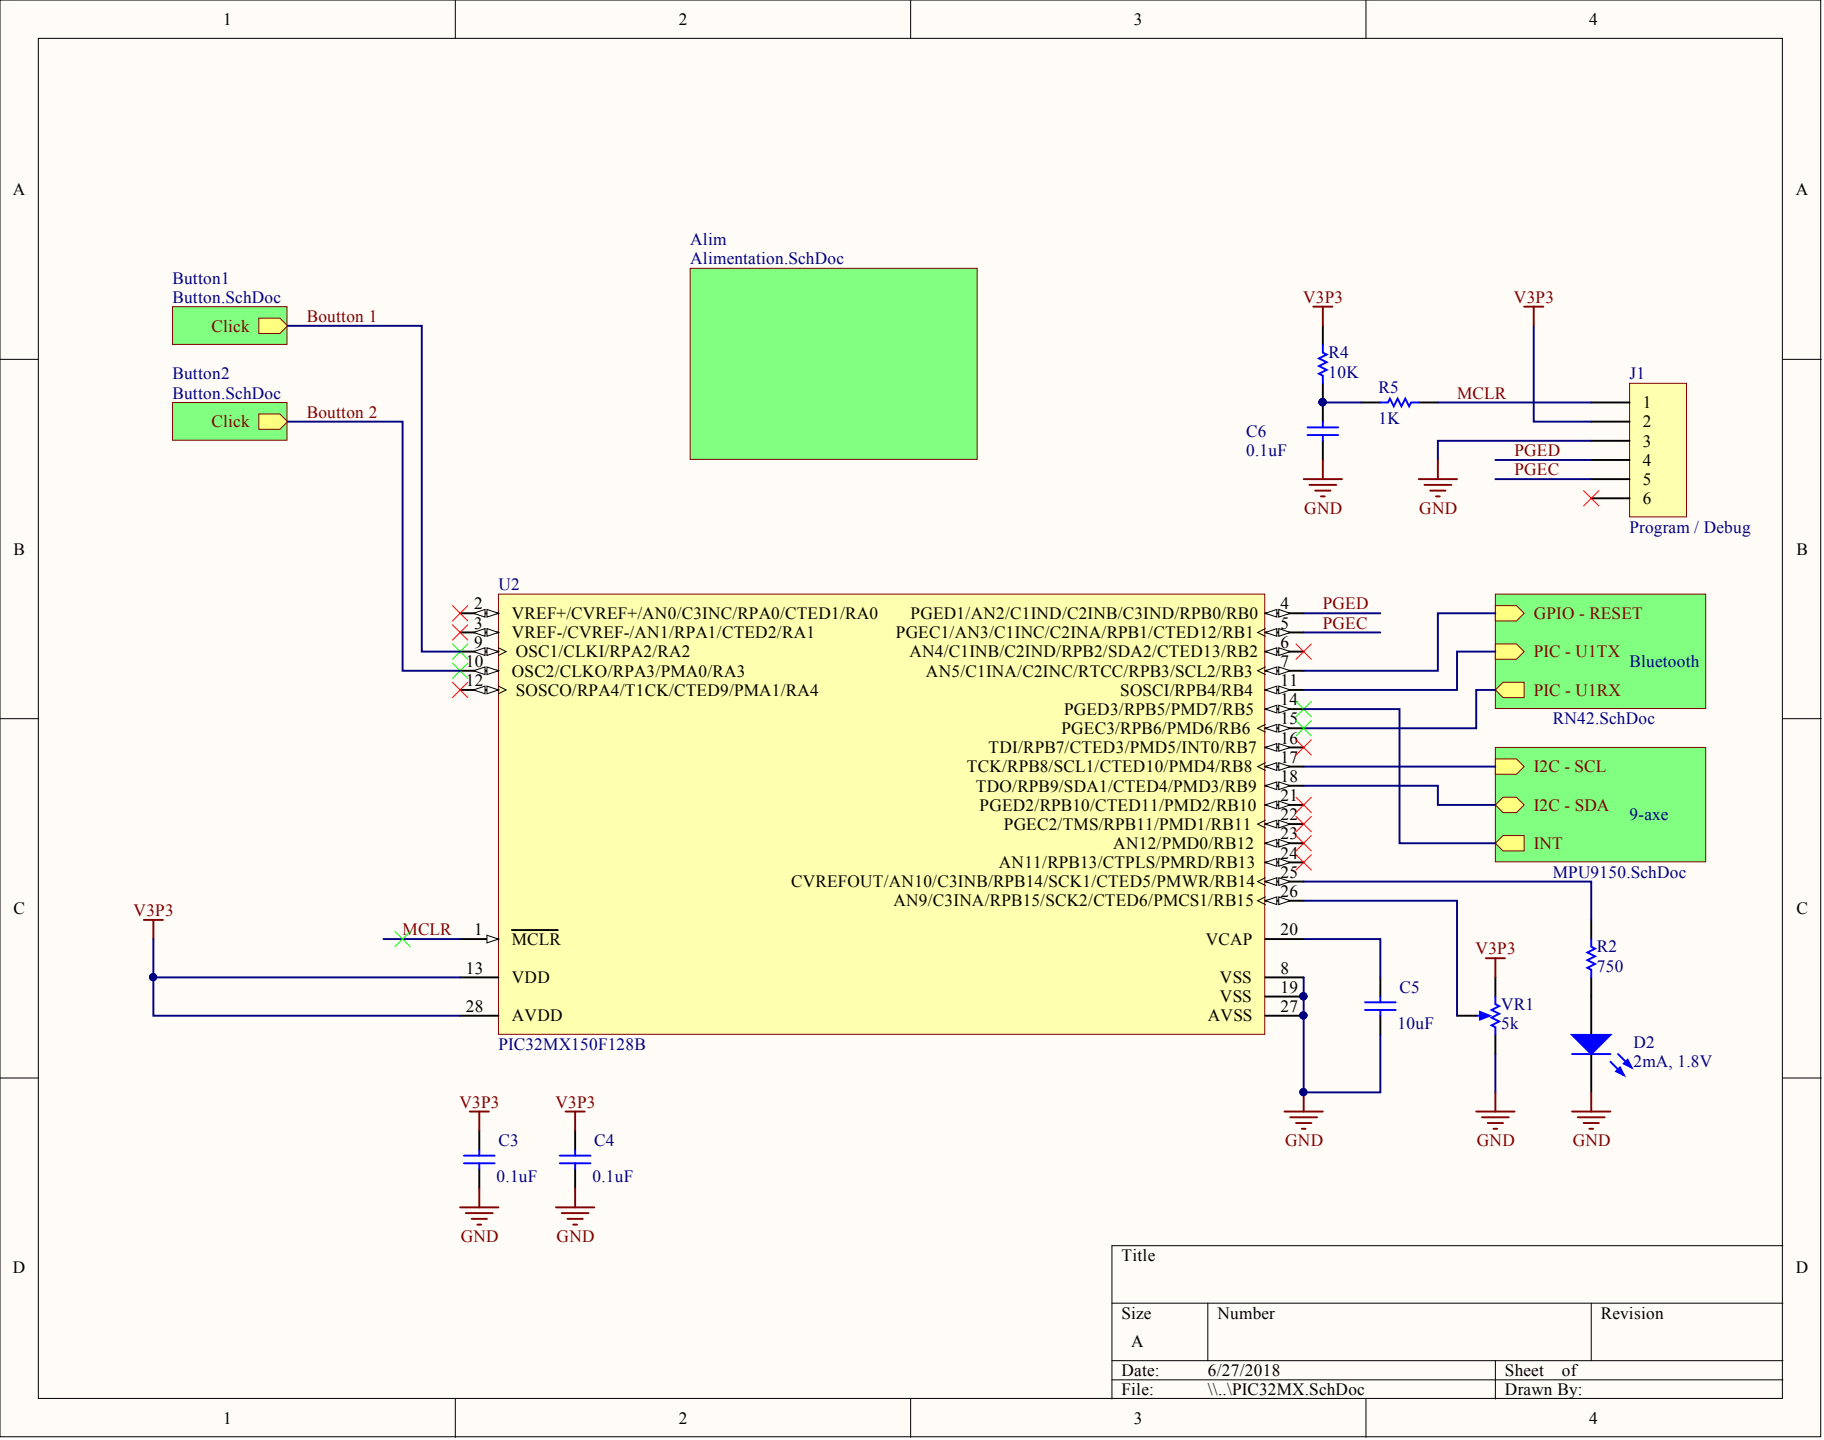 1 2 3 4
A A
Alim
Alimentation.SchDoc
Button1
Button.SchDoc
Click
Boutton 1
V3P3 V3P3
R4
10K
Button2
Button.SchDoc
Click
Boutton 2
R5
1K
MCLR
C6
0.1uF
GND
GND
J1
1
2
3
PGED 4
PGEC 5
6
Program / Debug
B B
U2
2 VREF+/CVREF+/AN0/C3INC/RPA0/CTED1/RA0
3 VREF-/CVREF-/AN1/RPA1/CTED2/RA1
9 OSC1/CLKI/RPA2/RA2
10 OSC2/CLKO/RPA3/PMA0/RA3
12 SOSCO/RPA4/T1CK/CTED9/PMA1/RA4
MCLR 1 MCLR
13 VDD
28 AVDD
PGED1/AN2/C1IND/C2INB/C3IND/RPB0/RB0 4 PGED
PGEC1/AN3/C1INC/C2INA/RPB1/CTED12/RB1 5 PGEC
AN4/C1INB/C2IND/RPB2/SDA2/CTED13/RB2 6
AN5/C1INA/C2INC/RTCC/RPB3/SCL2/RB3 7
SOSCI/RPB4/RB4 11
PGED3/RPB5/PMD7/RB5 14
PGEC3/RPB6/PMD6/RB6 15
TDI/RPB7/CTED3/PMD5/INT0/RB7 16
TCK/RPB8/SCL1/CTED10/PMD4/RB8 17
TDO/RPB9/SDA1/CTED4/PMD3/RB9 18
PGED2/RPB10/CTED11/PMD2/RB10 21
PGEC2/TMS/RPB11/PMD1/RB11 22
AN12/PMD0/RB12 23
AN11/RPB13/CTPLS/PMRD/RB13 24
CVREFOUT/AN10/C3INB/RPB14/SCK1/CTED5/PMWR/RB14 25
AN9/C3INA/RPB15/SCK2/CTED6/PMCS1/RB15 26
VCAP 20
VSS 8
VSS 19
AVSS 27
PIC32MX150F128B
GPIO - RESET
PIC - U1TX
Bluetooth
PIC - U1RX
RN42.SchDoc
I2C - SCL
I2C - SDA
9-axe
INT
MPU9150.SchDoc
C C
V3P3
C5
10uF
GND
V3P3
VR1
5k
GND
R2
750
D2
2mA, 1.8V
GND
V3P3 V3P3
C3 C4
0.1uF 0.1uF
GND GND
D D
Title
Size Number Revision
A
Date: 6/27/2018 Sheet of
File: \\..\PIC32MX.SchDoc Drawn By:
1 2 3 4